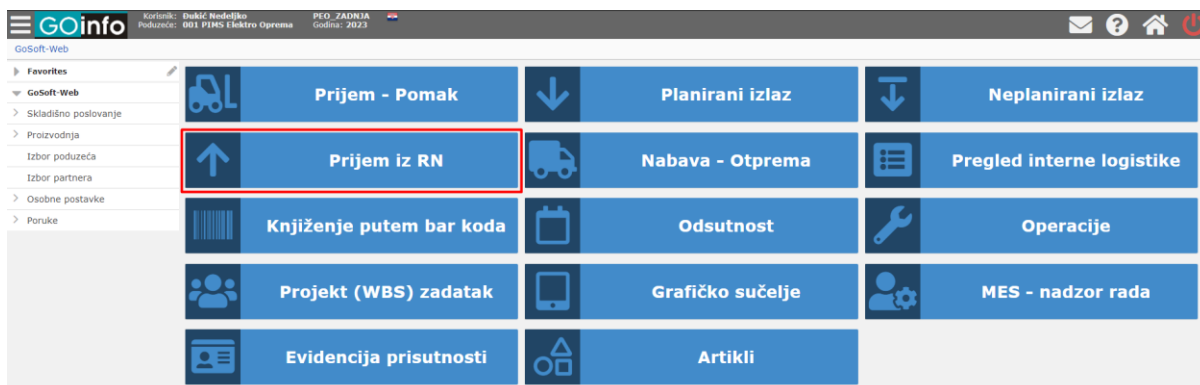 GOinfo
Korisnik: Đukić Nedeljko PEO_ZADNJA
Poduzeće: 001 PIMS Elektro Oprema Godina: 2023
GoSoft-Web
Favorites
GoSoft-Web
Skladišno poslovanje
Proizvodnja
Izbor poduzeća
Izbor partnera
Osobne postavke
Poruke
Prijem - Pomak
Planirani izlaz
Neplanirani izlaz
Prijem iz RN
Nabava - Otprema
Pregled interne logistike
Knjiženje putem bar koda
Odsutnost
Operacije
Projekt (WBS) zadatak
Grafičko sučelje
MES - nadzor rada
Evidencija prisutnosti
Artikli